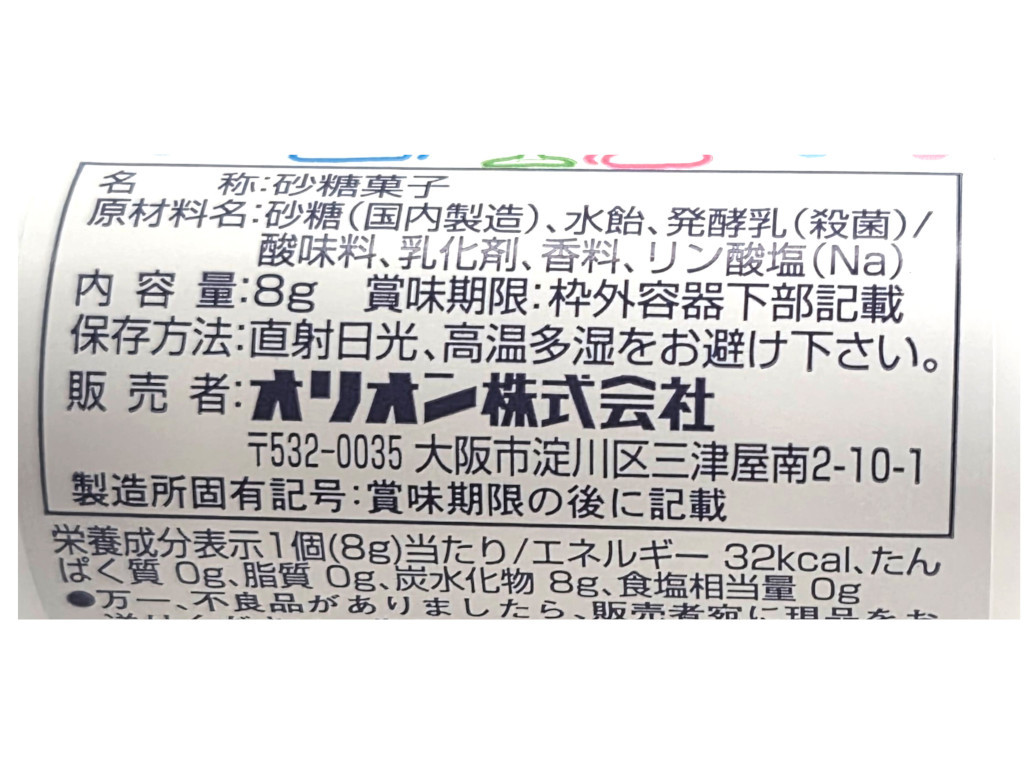 名　　称:砂糖菓子
原材料名:砂糖(国内製造)、水飴、発酵乳(殺菌)/
酸味料、乳化剤、香料、リン酸塩(Na)
内 容 量:8g　賞味期限:枠外容器下部記載
保存方法:直射日光、高温多湿をお避け下さい。
販 売 者:オリオン株式会社
〒532-0035 大阪市淀川区三津屋南2-10-1
製造所固有記号:賞味期限の後に記載
栄養成分表示1個(8g)当たり/エネルギー 32kcal、たん
ぱく質 0g、脂質 0g、炭水化物 8g、食塩相当量 0g
●万一、不良品がありましたら、販売者宛に現品をお